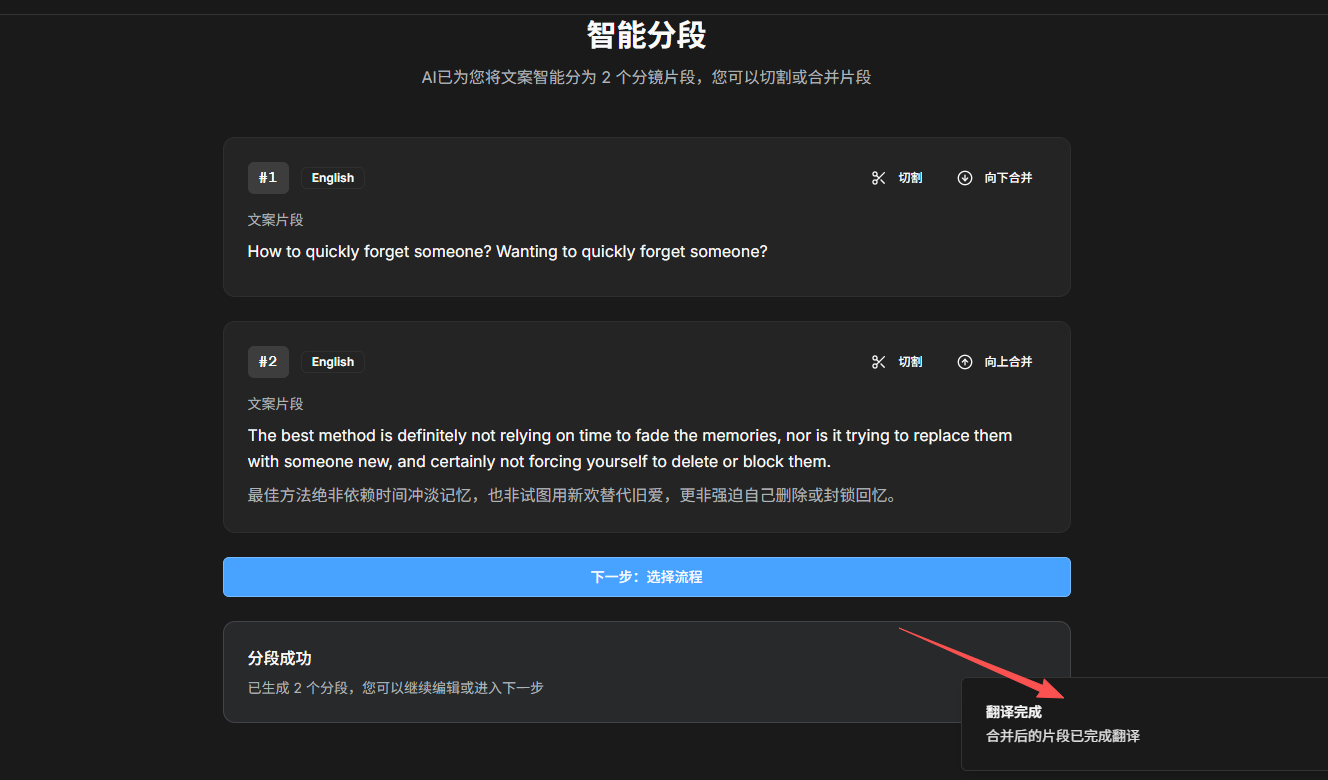 智能分段
AI已为您将文案智能分为 2 个分镜片段，您可以切割或合并片段
#1 English 切割 向下合并
文案片段
How to quickly forget someone? Wanting to quickly forget someone?
#2 English 切割 向上合并
文案片段
The best method is definitely not relying on time to fade the memories, nor is it trying to replace them
with someone new, and certainly not forcing yourself to delete or block them.
最佳方法绝非依赖时间冲淡记忆，也非试图用新欢替代旧爱，更非强迫自己删除或封锁回忆。
下一步：选择流程
分段成功
已生成 2 个分段，您可以继续编辑或进入下一步
翻译完成
合并后的片段已完成翻译